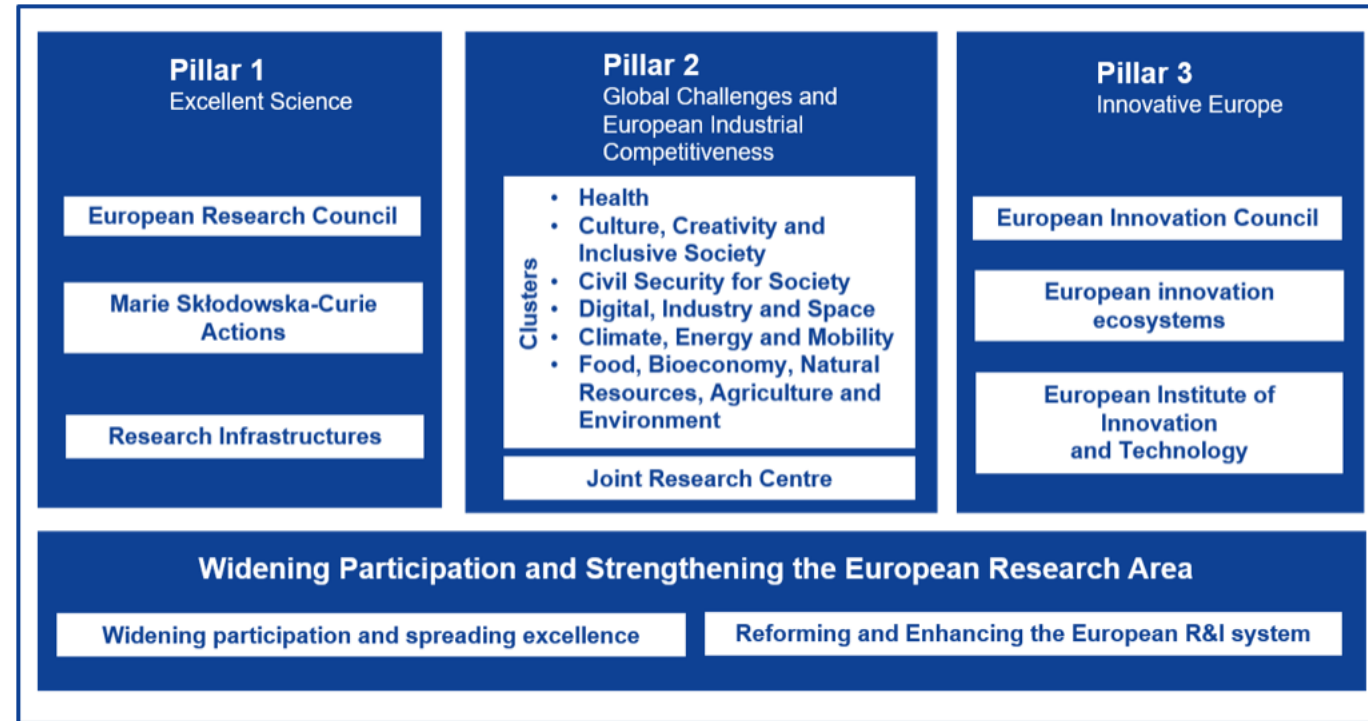 Pillar 1
Excellent Science
European Research Council
Marie Skłodowska-Curie
Actions
Research Infrastructures
Pillar 2
Global Challenges and
European Industrial
Competitiveness
Clusters
• Health
• Culture, Creativity and
Inclusive Society
• Civil Security for Society
• Digital, Industry and Space
• Climate, Energy and Mobility
• Food, Bioeconomy, Natural
Resources, Agriculture and
Environment
Joint Research Centre
Pillar 3
Innovative Europe
European Innovation Council
European innovation
ecosystems
European Institute of
Innovation
and Technology
Widening Participation and Strengthening the European Research Area
Widening participation and spreading excellence
Reforming and Enhancing the European R&I system